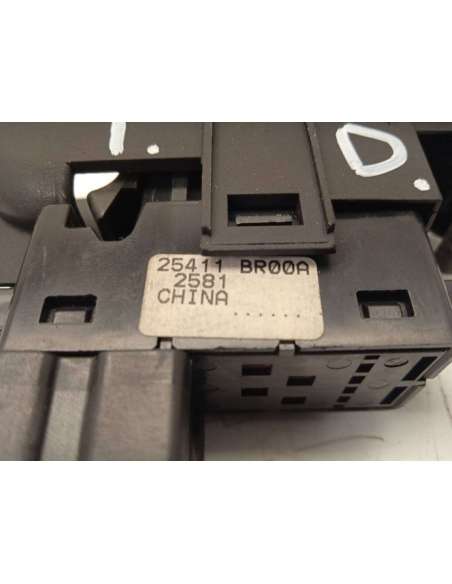 I. D.
25411 BR00A
2581
CHINA ......